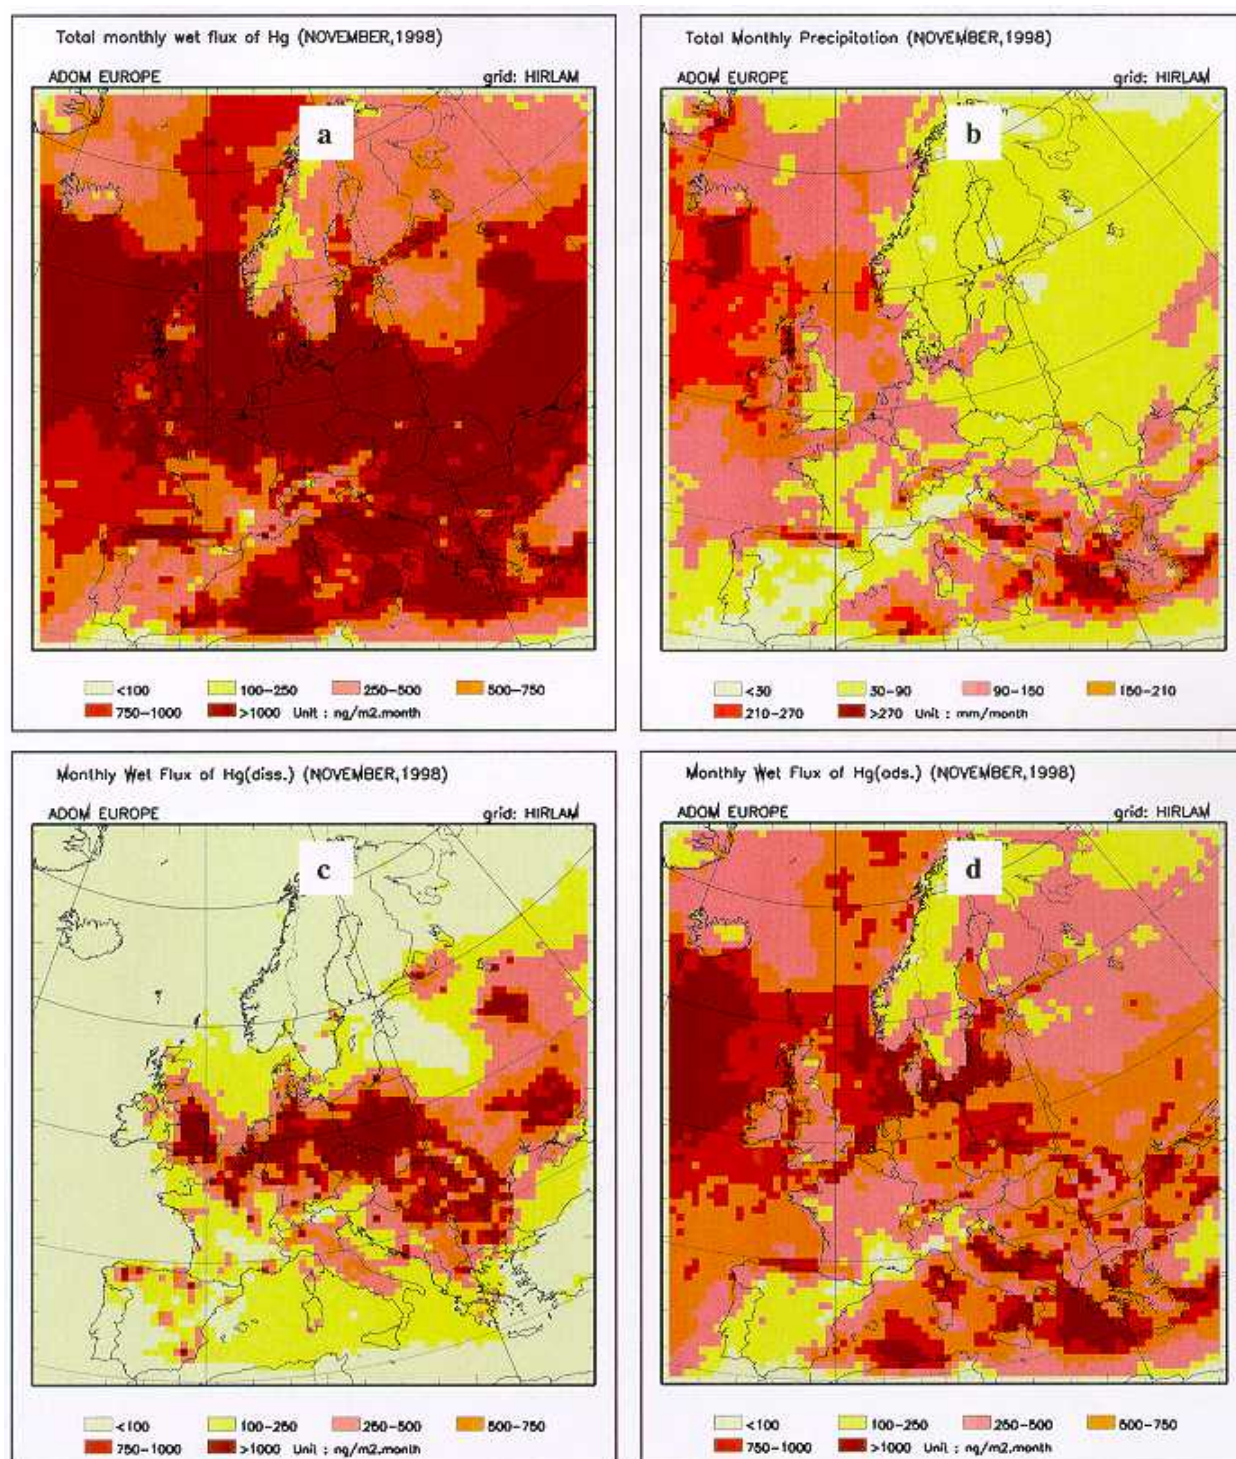 Total monthly wet flux of Hg (NOVEMBER,1998)
ADOM EUROPE grid: HIRLAM
a
<100 100-250 250-500 500-750
750-1000 >1000 Unit : ng/m2.month
Total Monthly Precipitation (NOVEMBER,1998)
ADOM EUROPE grid: HIRLAM
b
<30 30-90 90-150 150-210
210-270 >270 Unit : mm/month
Monthly Wet Flux of Hg(diss.) (NOVEMBER,1998)
ADOM EUROPE grid: HIRLAM
c
<100 100-250 250-500 500-750
750-1000 >1000 Unit : ng/m2.month
Monthly Wet Flux of Hg(ads.) (NOVEMBER,1998)
ADOM EUROPE grid: HIRLAM
d
<100 100-250 250-500 500-750
750-1000 >1000 Unit : ng/m2.month